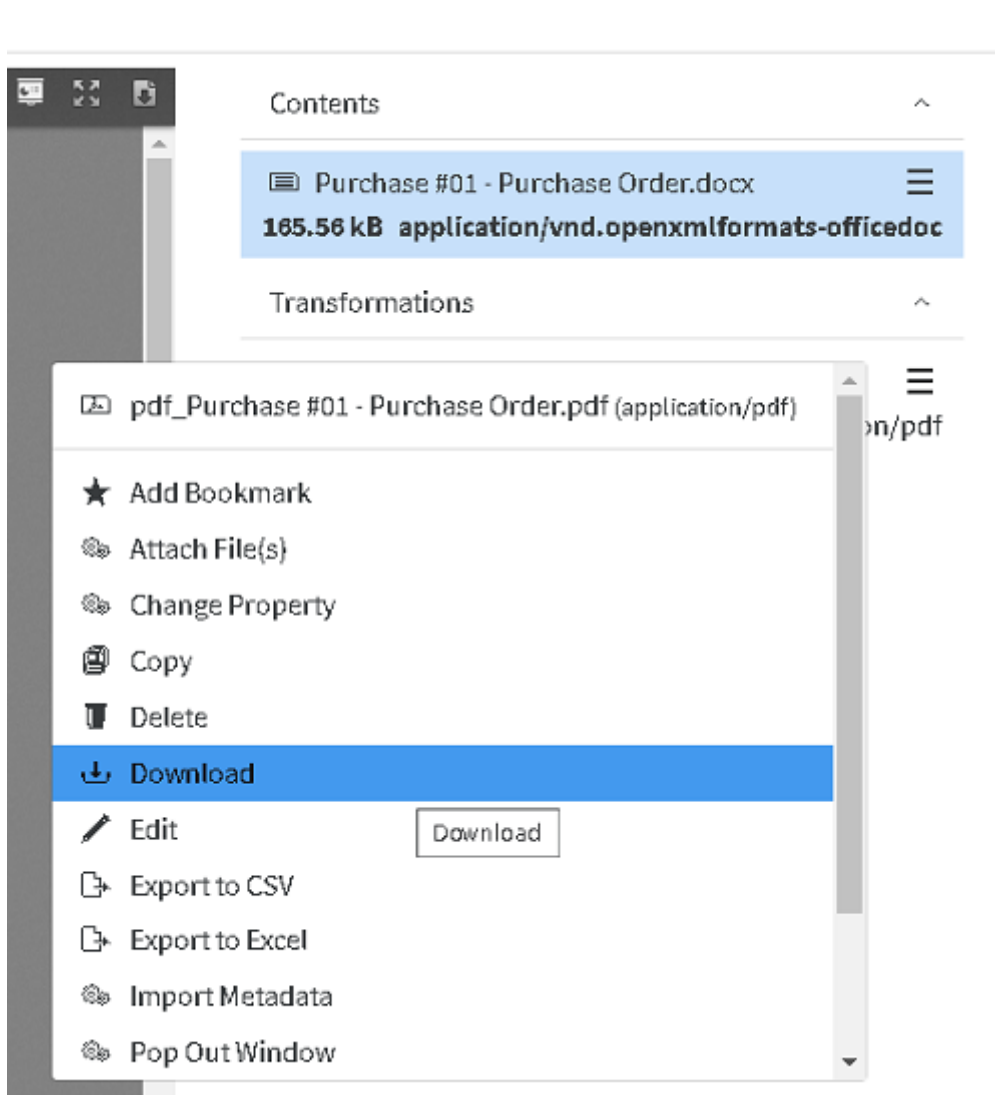 Contents
Purchase #01 - Purchase Order.docx
165.56 kB application/vnd.openxmlformats-officedoc
Transformations
pdf_Purchase #01 - Purchase Order.pdf (application/pdf)
on/pdf
Add Bookmark
Attach File(s)
Change Property
Copy
Delete
Download
Edit
Download
Export to CSV
Export to Excel
Import Metadata
Pop Out Window